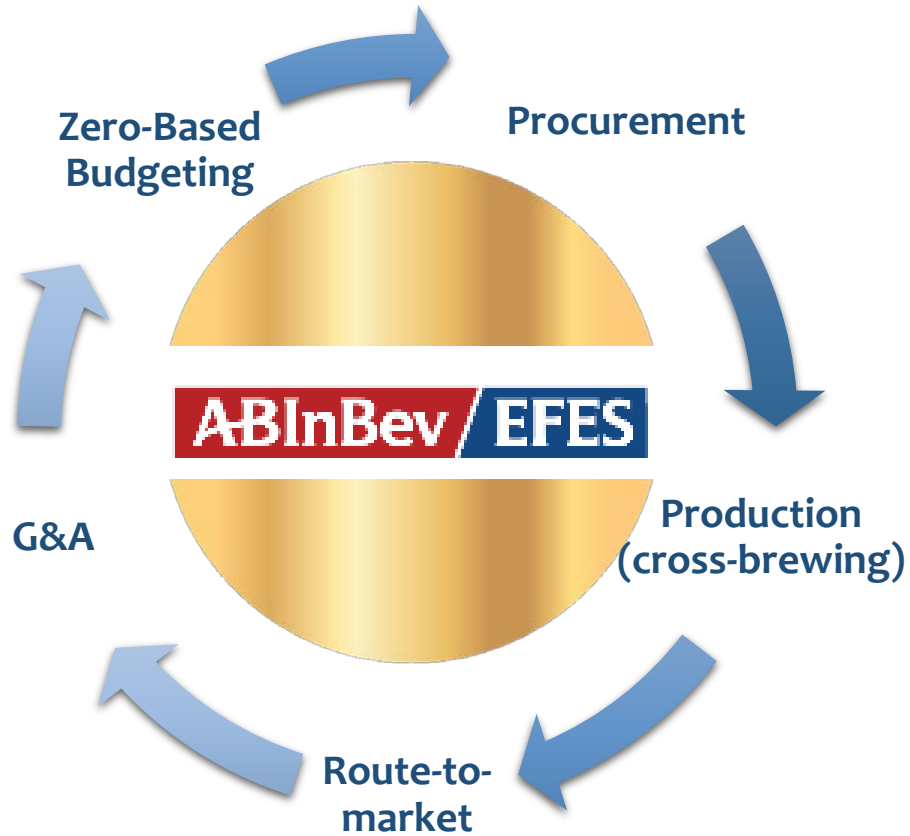 Zero-Based
Budgeting
Procurement
ABInBev/EFES
Production
(cross-brewing)
G&A
Route-to-
market